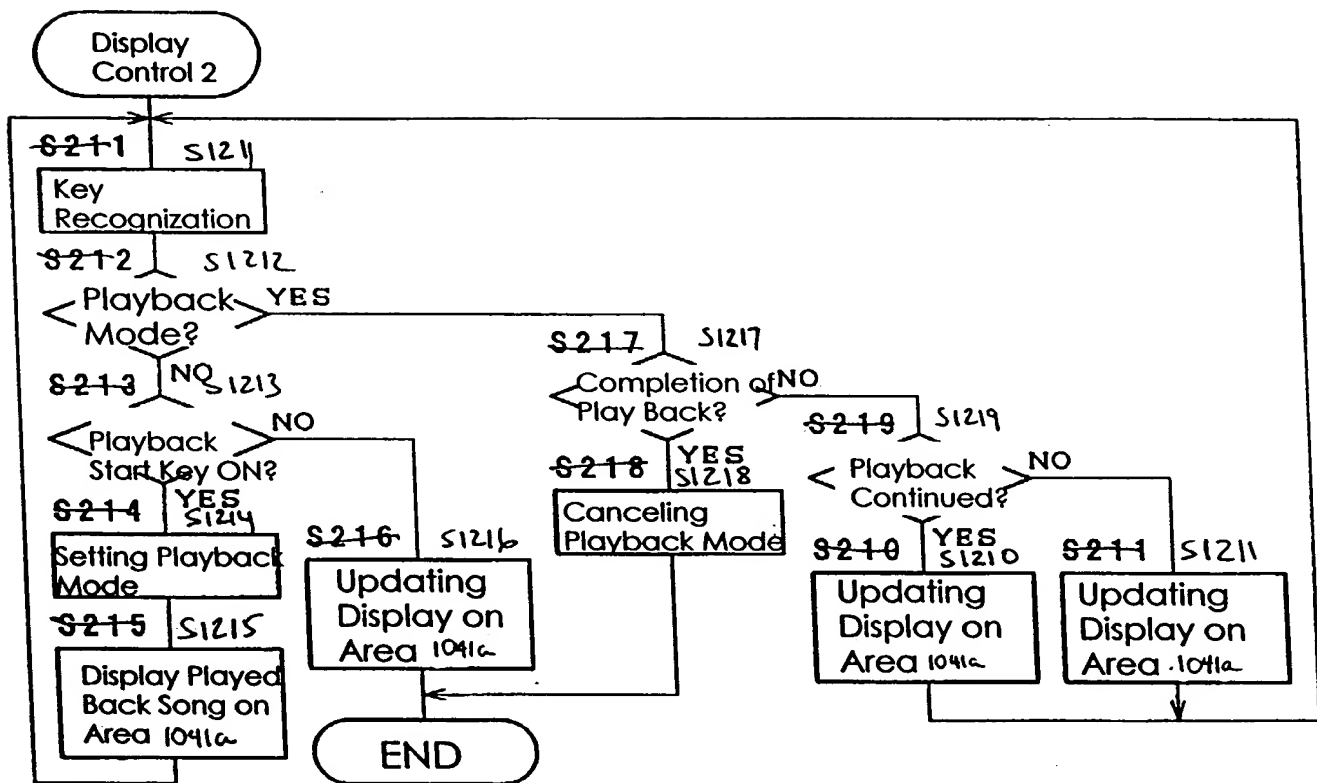 Display
Control 2
S211 S1211
Key
Recognization
S212 S1212
Playback
Mode?
YES
NO
S213 S1213
Playback
Start Key ON?
NO
YES
S214 S1214
Setting Playback
Mode
S215 S1215
Display Played
Back Song on
Area 1041a
S216 S1216
Updating
Display on
Area 1041a
S217 S1217
Completion of
Play Back?
NO
YES
S218 S1218
Canceling
Playback Mode
S219 S1219
Playback
Continued?
NO
YES
S210 S1210
Updating
Display on
Area 1041a
S211 S1211
Updating
Display on
Area 1041a
END